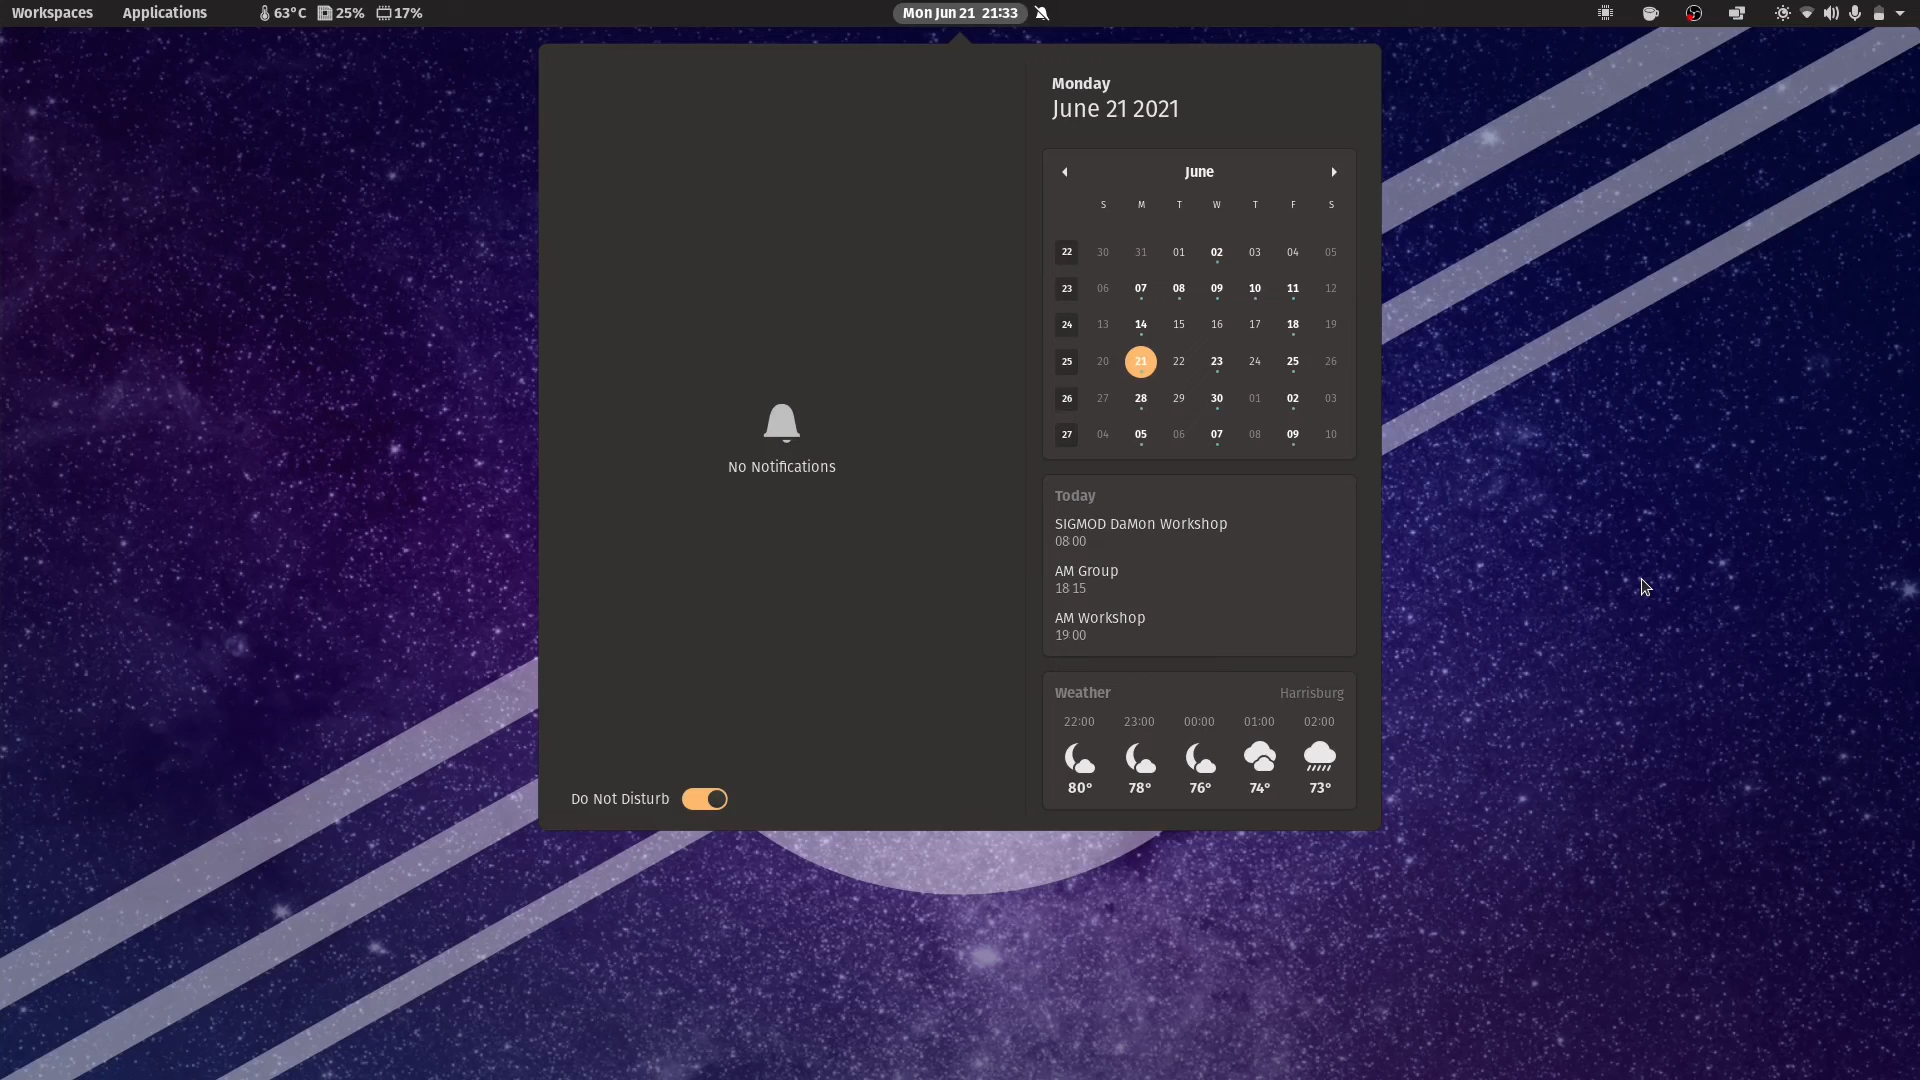 Workspaces Applications 63°C 25% 17% Mon Jun 21 21:33
Monday
June 21 2021
June
S M T W T F S
22 30 31 01 02 03 04 05
23 06 07 08 09 10 11 12
24 13 14 15 16 17 18 19
25 20 21 22 23 24 25 26
26 27 28 29 30 01 02 03
27 04 05 06 07 08 09 10
No Notifications
Today
SIGMOD DaMon Workshop
08:00
AM Group
18:15
AM Workshop
19:00
Weather Harrisburg
22:00 23:00 00:00 01:00 02:00
80° 78° 76° 74° 73°
Do Not Disturb